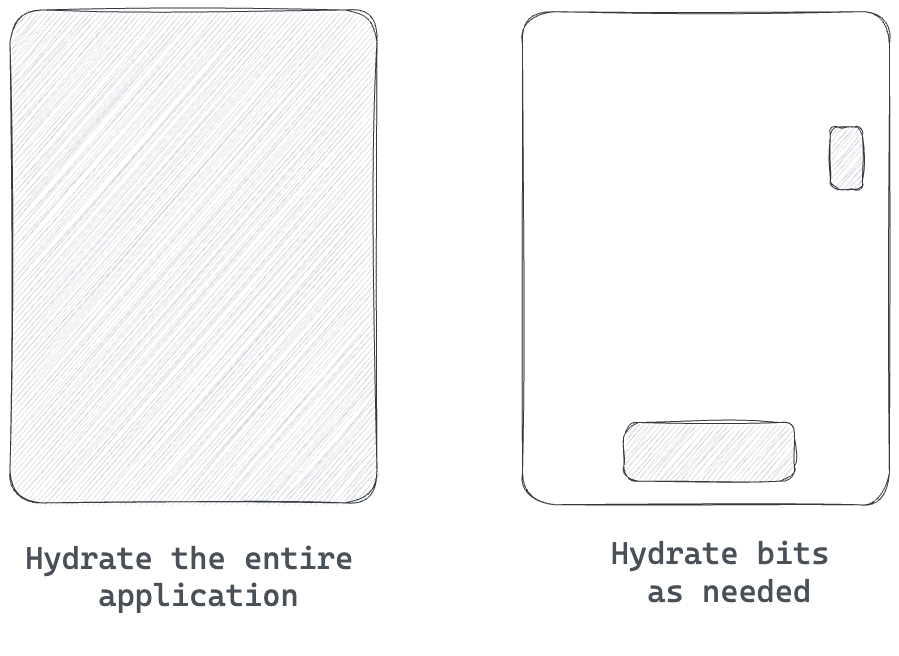 Hydrate the entire
application
Hydrate bits
as needed